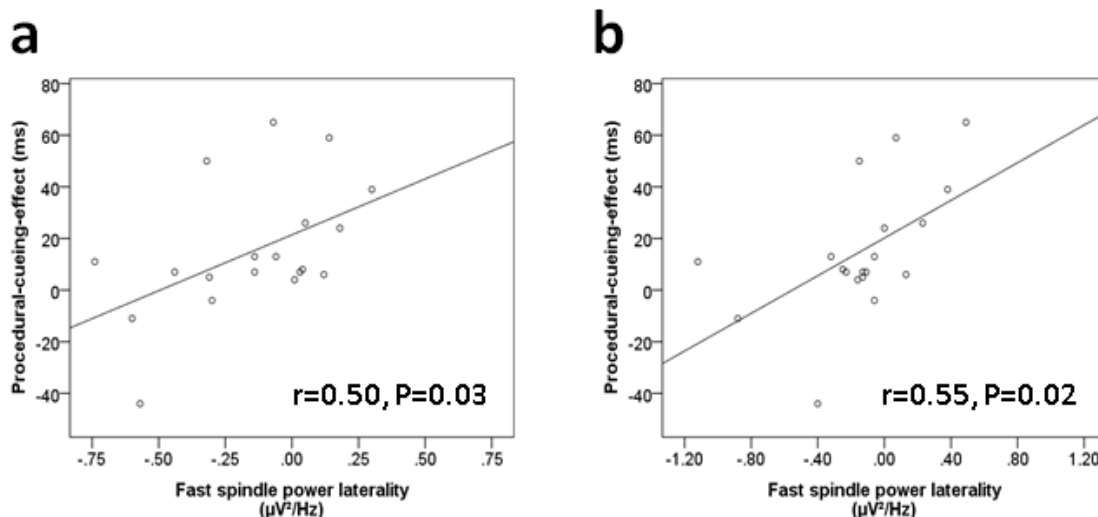 a
80
60
40
20
0
-20
-40
Procedural-cueing-effect (ms)
r=0.50, P=0.03
-.75 -.50 -.25 .00 .25 .50 .75
Fast spindle power laterality
(µV²/Hz)
b
80
60
40
20
0
-20
-40
Procedural-cueing-effect (ms)
r=0.55, P=0.02
-1.20 -.80 -.40 .00 .40 .80 1.20
Fast spindle power laterality
(µV²/Hz)